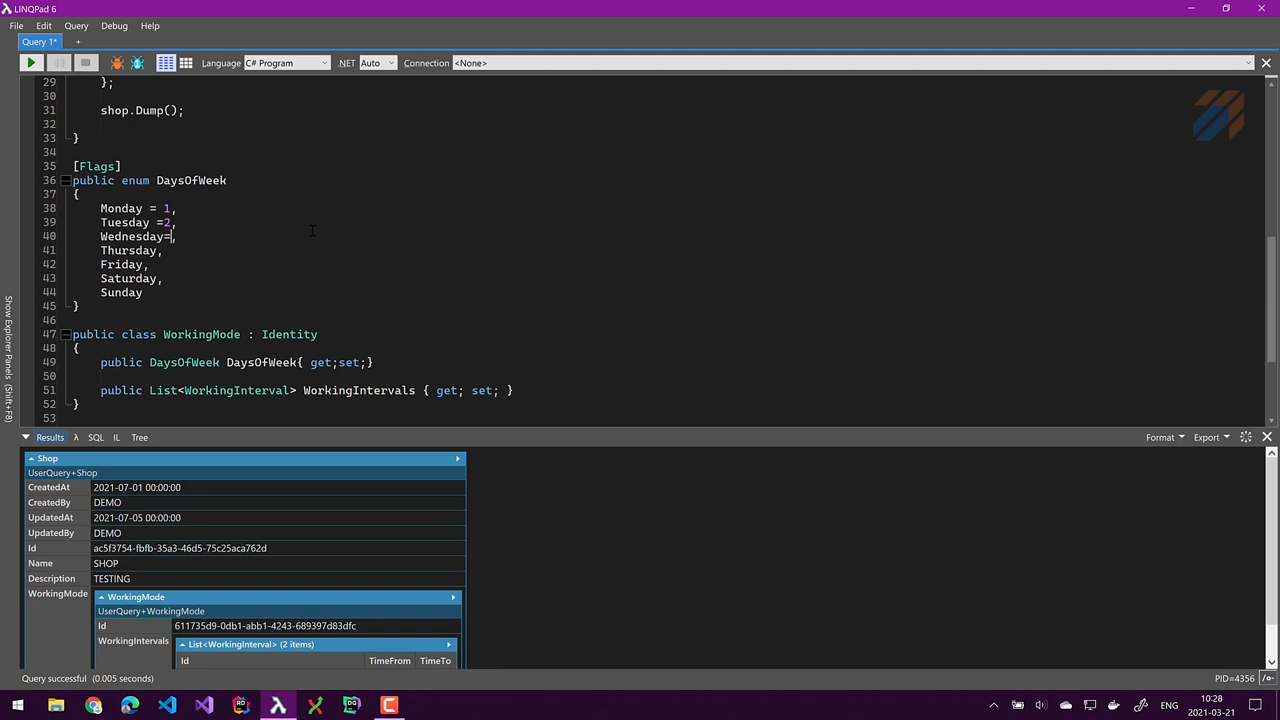 LINQPad 6
File Edit Query Debug Help
Query 1* +
Language C# Program .NET Auto Connection <None>
29 };
30
31 shop.Dump();
32
33 }
34
35 [Flags]
36 public enum DaysOfWeek
37 {
38 Monday = 1,
39 Tuesday =2,
40 Wednesday=,
41 Thursday,
42 Friday,
43 Saturday,
44 Sunday
45 }
46
47 public class WorkingMode : Identity
48 {
49 public DaysOfWeek DaysOfWeek{ get;set;}
50
51 public List<WorkingInterval> WorkingIntervals { get; set; }
52 }
53
Show Explorer Panels (Shift+F8)
Results λ SQL IL Tree Format Export
Shop
UserQuery+Shop
CreatedAt 2021-07-01 00:00:00
CreatedBy DEMO
UpdatedAt 2021-07-05 00:00:00
UpdatedBy DEMO
Id ac5f3754-fbfb-35a3-46d5-75c25aca762d
Name SHOP
Description TESTING
WorkingMode WorkingMode
UserQuery+WorkingMode
Id 611735d9-0db1-abb1-4243-689397d83dfc
WorkingIntervals List<WorkingInterval> (2 items)
Id TimeFrom TimeTo
Query successful (0.005 seconds) PID=4356 /o-
ENG 10:28
2021-03-21